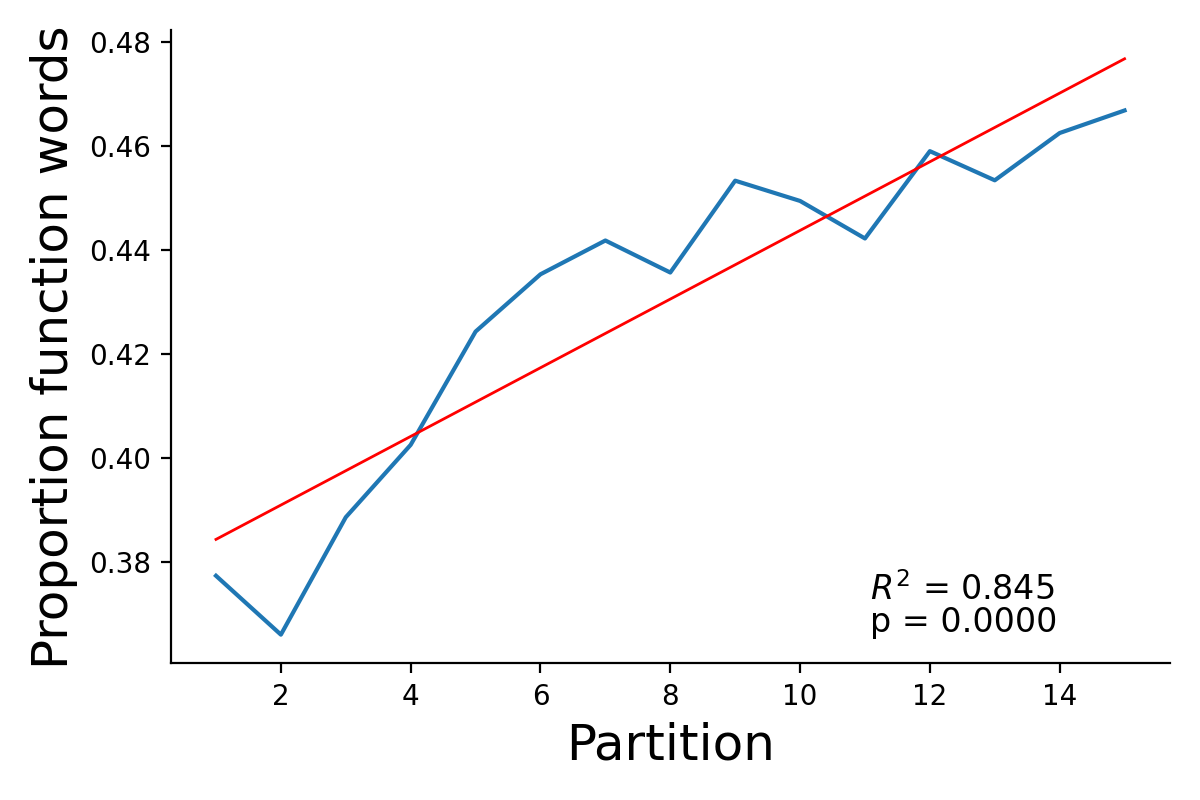 Proportion function words
0.48
0.46
0.44
0.42
0.40
0.38
R² = 0.845
p = 0.0000
2 4 6 8 10 12 14
Partition